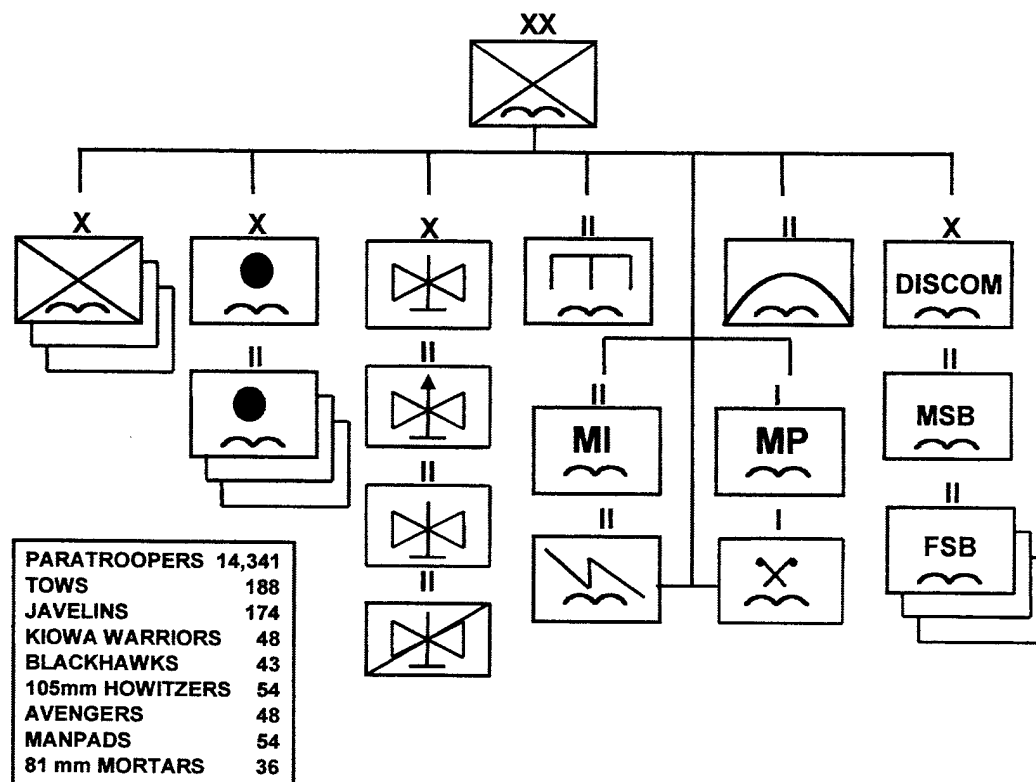 XX
X
X
X
II
II
X
DISCOM
II
II
II
MSB
II
MI
I
MP
II
FSB
II
II
I
II
PARATROOPERS 14,341
TOWS 188
JAVELINS 174
KIOWA WARRIORS 48
BLACKHAWKS 43
105mm HOWITZERS 54
AVENGERS 48
MANPADS 54
81 mm MORTARS 36